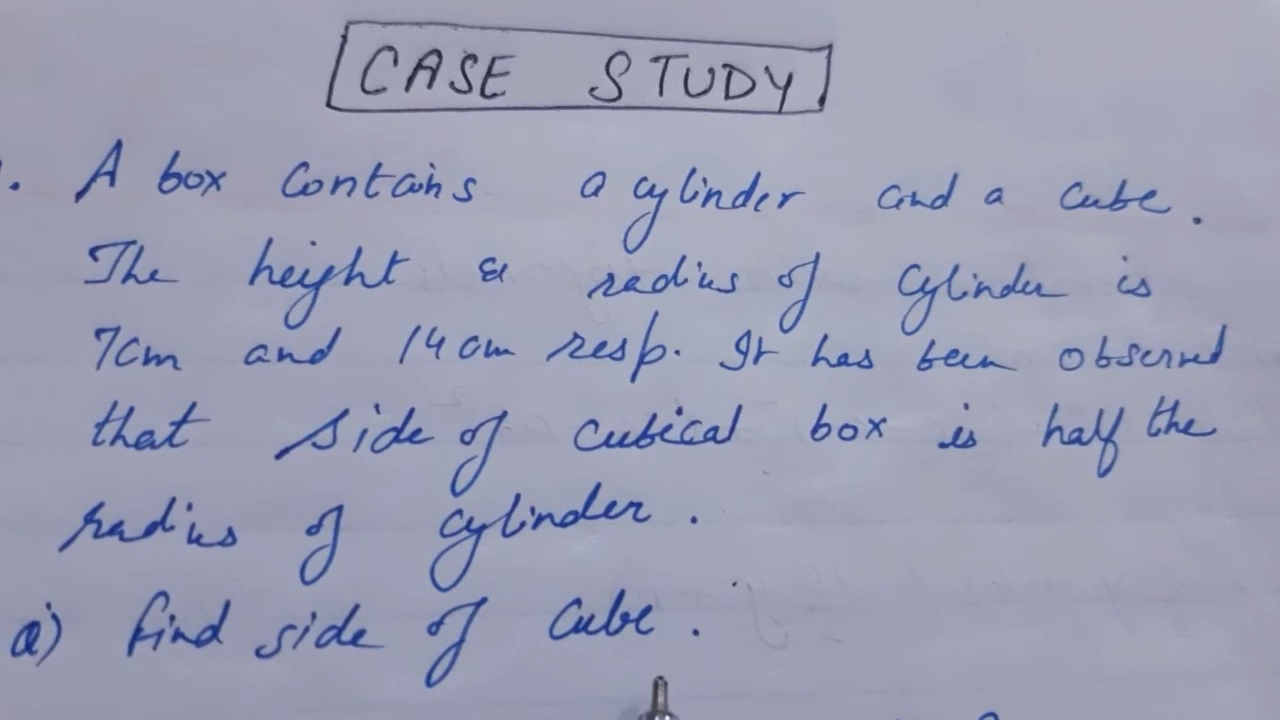 CASE STUDY
. A box contains a cylinder and a cube.
The height & radius of cylinder is
7cm and 14cm resp. It has been observed
that side of cubical box is half the
radius of cylinder.
a) find side of cube.